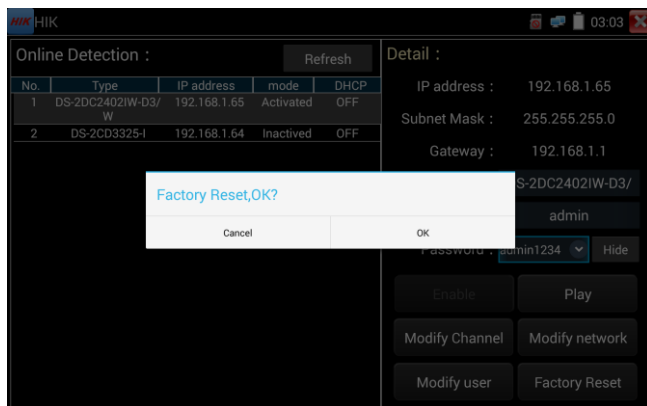 HIK HIK 03:03
Online Detection : Refresh
No. Type IP address mode DHCP
1 DS-2DC2402IW-D3/W 192.168.1.65 Activated OFF
2 DS-2CD3325-I 192.168.1.64 Inactived OFF
Detail :
IP address : 192.168.1.65
Subnet Mask : 255.255.255.0
Gateway : 192.168.1.1
S-2DC2402IW-D3/
admin
Password : admin1234 Hide
Enable Play
Modify Channel Modify network
Modify user Factory Reset
Factory Reset,OK?
Cancel OK